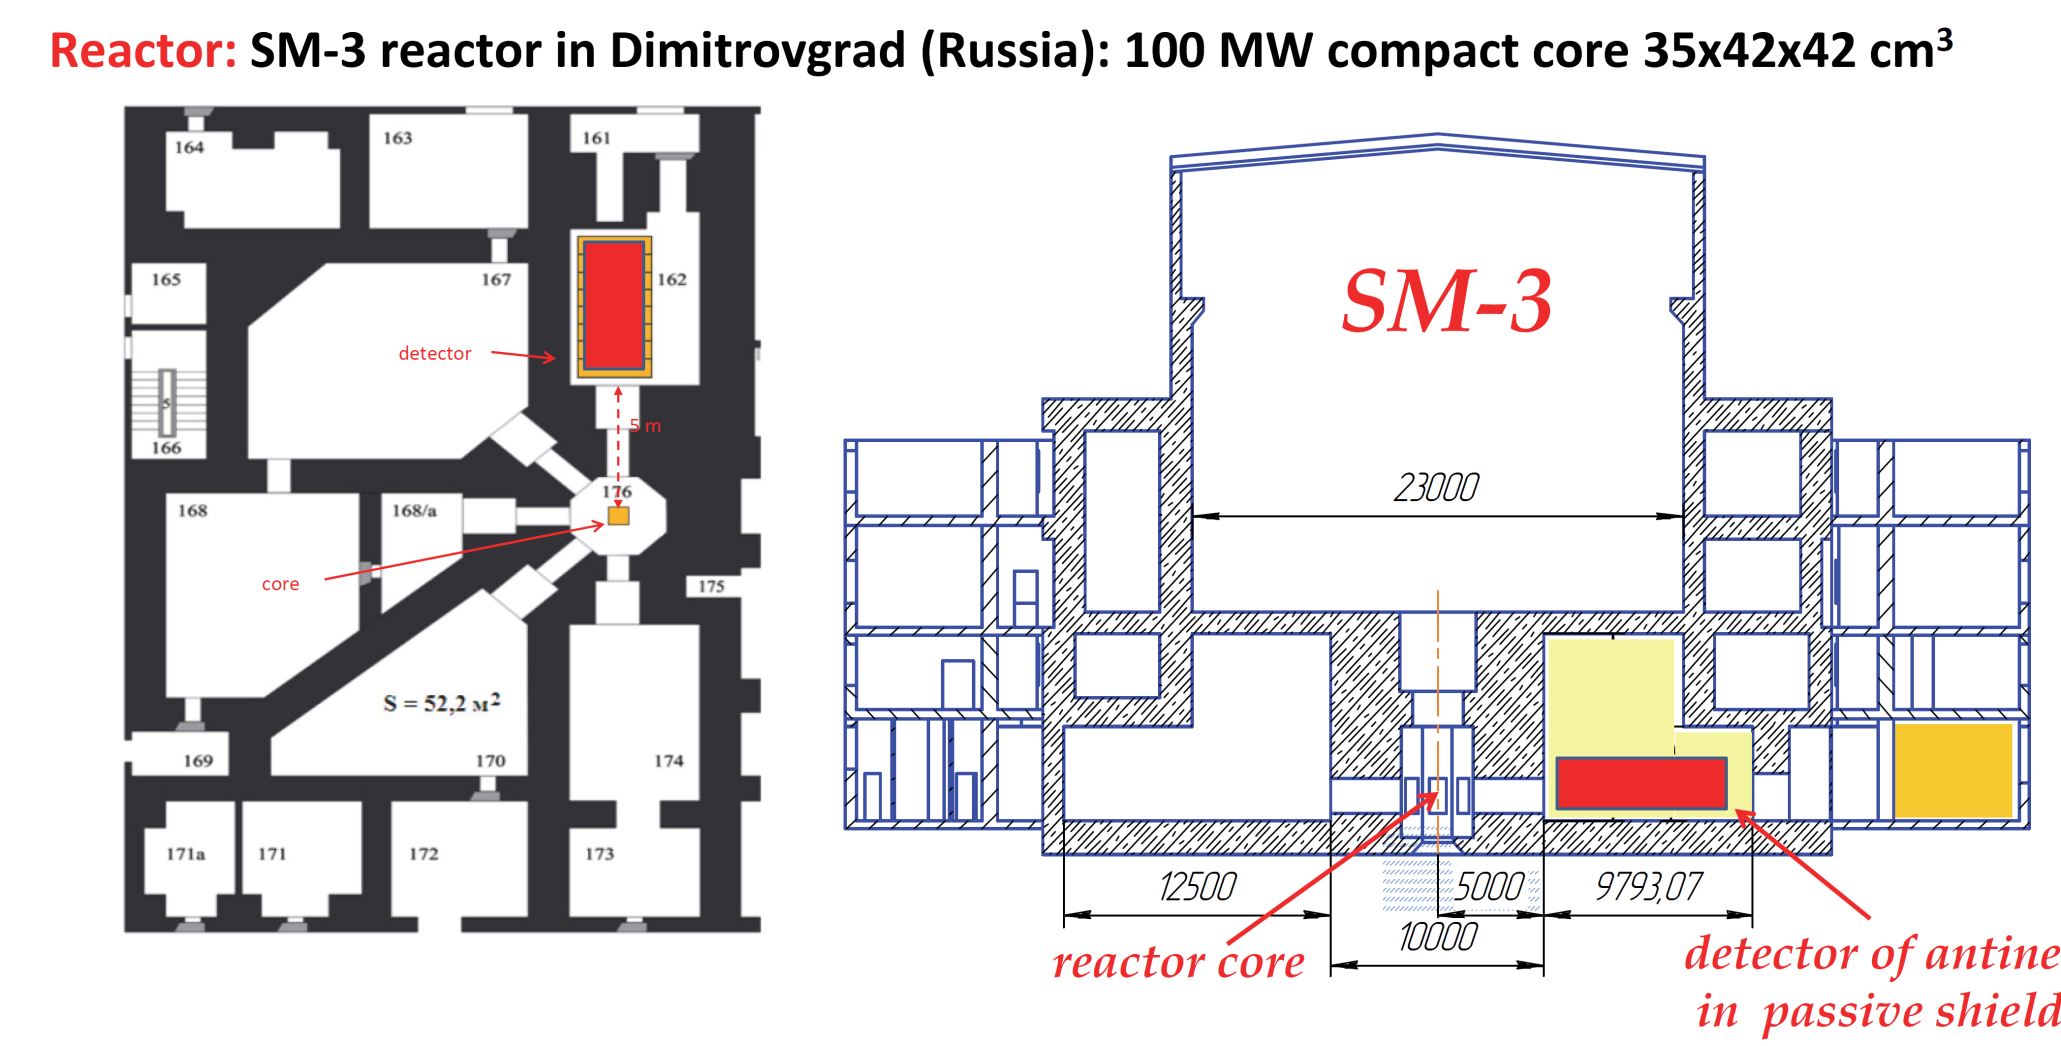 Reactor: SM-3 reactor in Dimitrovgrad (Russia): 100 MW compact core 35x42x42 cm³
164
163
161
165
167
162
detector
5
166
5 m
176
168
168/a
core
175
S = 52,2 м²
169
170
174
171a
171
172
173
SM-3
23000
12500
5000
9793,07
10000
reactor core
detector of antine
in passive shield